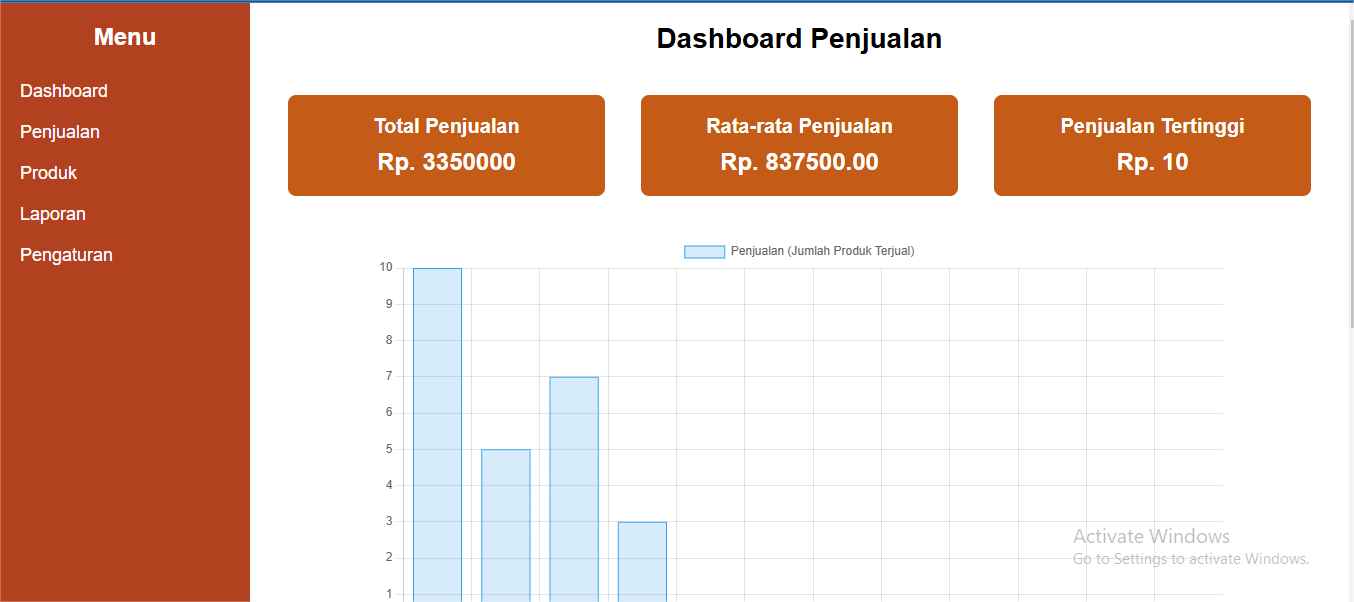 Menu
Dashboard
Penjualan
Produk
Laporan
Pengaturan
Dashboard Penjualan
Total Penjualan
Rp. 3350000
Rata-rata Penjualan
Rp. 837500.00
Penjualan Tertinggi
Rp. 10
Penjualan (Jumlah Produk Terjual)
10
9
8
7
6
5
4
3
2
1
Activate Windows
Go to Settings to activate Windows.